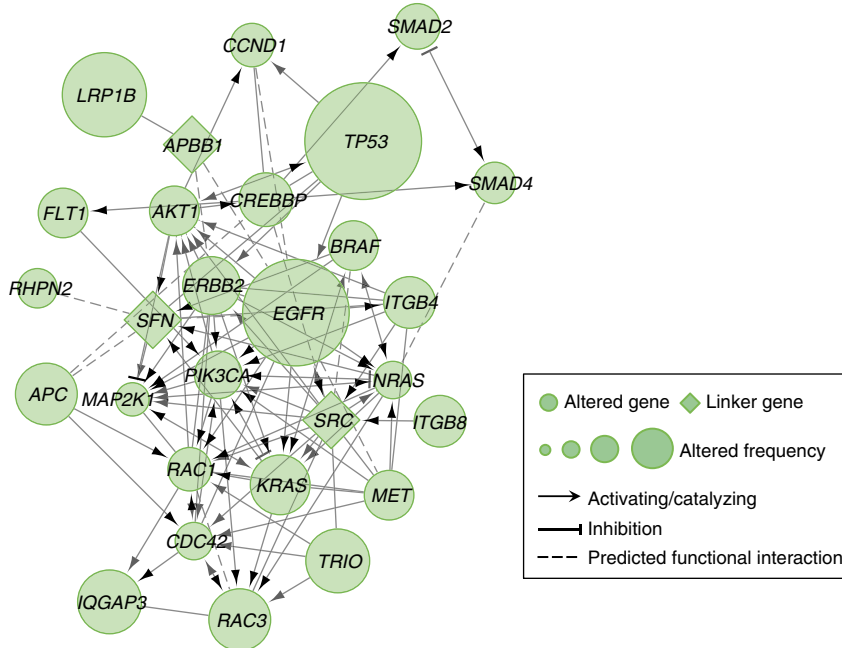 SMAD2
CCND1
LRP1B
TP53
APBB1
SMAD4
CREBBP
FLT1
AKT1
BRAF
ERBB2
RHPN2
ITGB4
EGFR
SFN
PIK3CA
NRAS
APC
MAP2K1
SRC
ITGB8
RAC1
KRAS
MET
CDC42
TRIO
IQGAP3
RAC3
Altered gene
Linker gene
Altered frequency
Activating/catalyzing
Inhibition
Predicted functional interaction